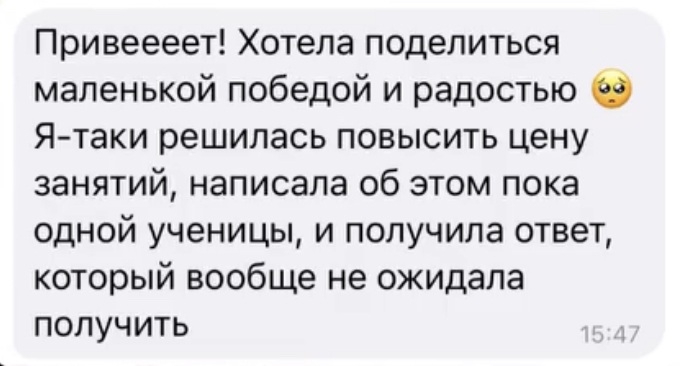 Привеееет! Хотела поделиться
маленькой победой и радостью 🥺
Я-таки решилась повысить цену
занятий, написала об этом пока
одной ученицы, и получила ответ,
который вообще не ожидала
получить
15:47